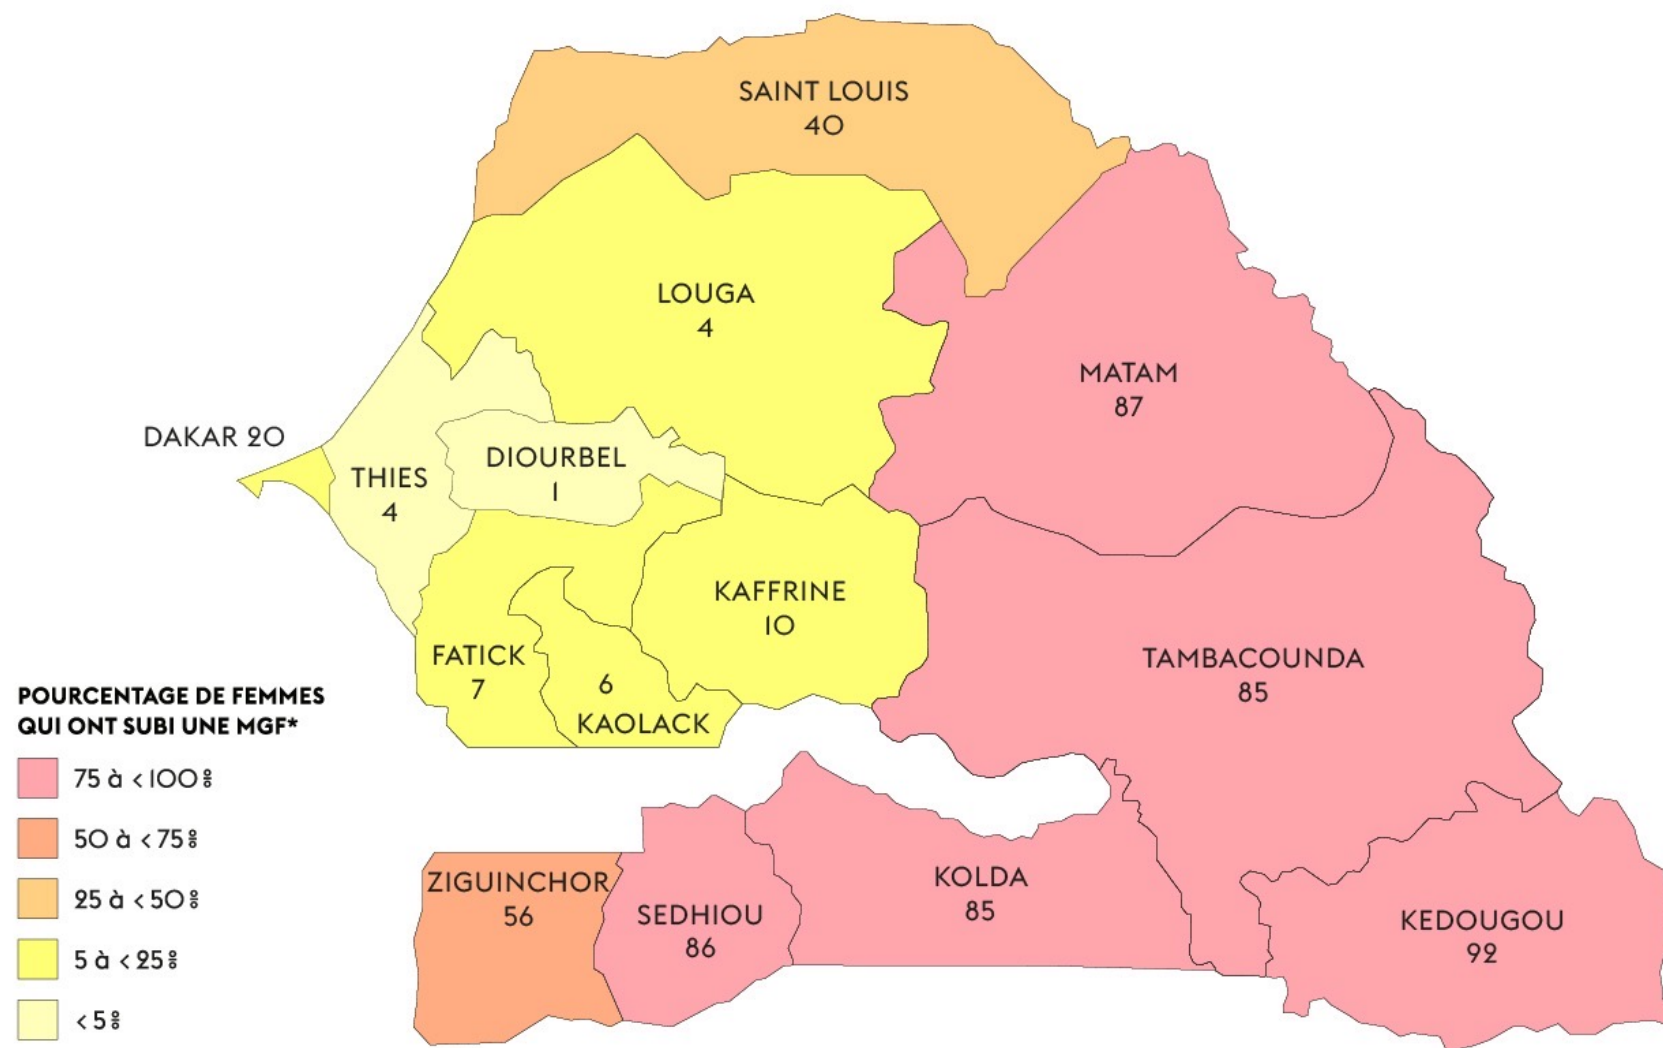 SAINT LOUIS
40
LOUGA
4
MATAM
87
DAKAR 20
THIES
4
DIOURBEL
1
KAFFRINE
10
FATICK
7
6
KAOLACK
TAMBACOUNDA
85
POURCENTAGE DE FEMMES
QUI ONT SUBI UNE MGF*
75 à <100%
50 à <75%
25 à <50%
5 à <25%
<5%
ZIGUINCHOR
56
SEDHIOU
86
KOLDA
85
KEDOUGOU
92